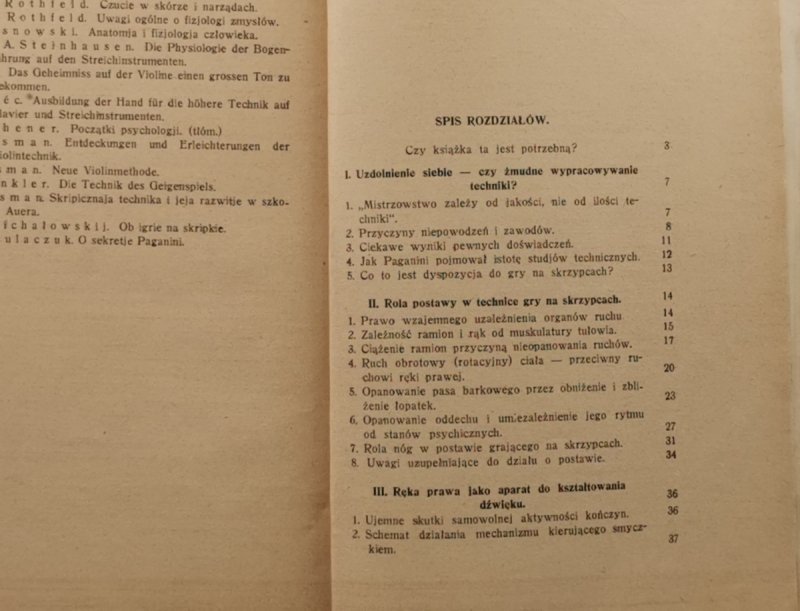 Rothfeld. Czucie w skórze i narządach.
Rothfeld. Uwagi ogólne o fizjologi zmysłów.
snowski. Anatomja i fizjologia człowieka.
A. Steinhausen. Die Physiologie der Bogen-
ührung auf den Streichinstrumenten.
Das Geheimniss auf der Violine einen grossen Ton zu
ekommen.
éc. Ausbildung der Hand für die höhere Technik auf
lavier und Streichinstrumenten.
hener. Początki psychologji. (tłóm.)
sman. Entdeckungen und Erleichterungen der
iolintechnik.
sman. Neue Violinmethode.
nkler. Die Technik des Geigenspiels.
sman. Skripicznaja technika i jeja razwitje w szko-
Auera.
ichałowskij. Ob igrie na skripkie.
ulaczuk. O sekretje Paganini.
SPIS ROZDZIAŁÓW.
Czy książka ta jest potrzebną? 3
I. Uzdolnienie siebie — czy żmudne wypracowywanie
techniki? 7
1. „Mistrzowstwo zależy od jakości, nie od ilości te-
chniki“. 7
2. Przyczyny niepowodzeń i zawodów. 8
3. Ciekawe wyniki pewnych doświadczeń. 11
4. Jak Paganini pojmował istotę studjów technicznych. 12
5. Co to jest dyspozycja do gry na skrzypcach? 13
II. Rola postawy w technice gry na skrzypcach. 14
1. Prawo wzajemnego uzależnienia organów ruchu 14
2. Zależność ramion i rąk od muskulatury tułowia. 15
3. Ciążenie ramion przyczyną nieopanowania ruchów. 17
4. Ruch obrotowy (rotacyjny) ciała — przeciwny ru-
chowi ręki prawej. 20
5. Opanowanie pasa barkowego przez obniżenie i zbli-
żenie łopatek. 23
6. Opanowanie oddechu i umiezależnienie jego rytmu
od stanów psychicznych. 27
7. Rola nóg w postawie grającego na skrzypcach. 31
8. Uwagi uzupełniające do działu o postawie. 34
III. Ręka prawa jako aparat do kształtowania
dźwięku. 36
1. Ujemne skutki samowolnej aktywności kończyn. 36
2. Schemat działania mechanizmu kierującego smycz-
kiem. 37